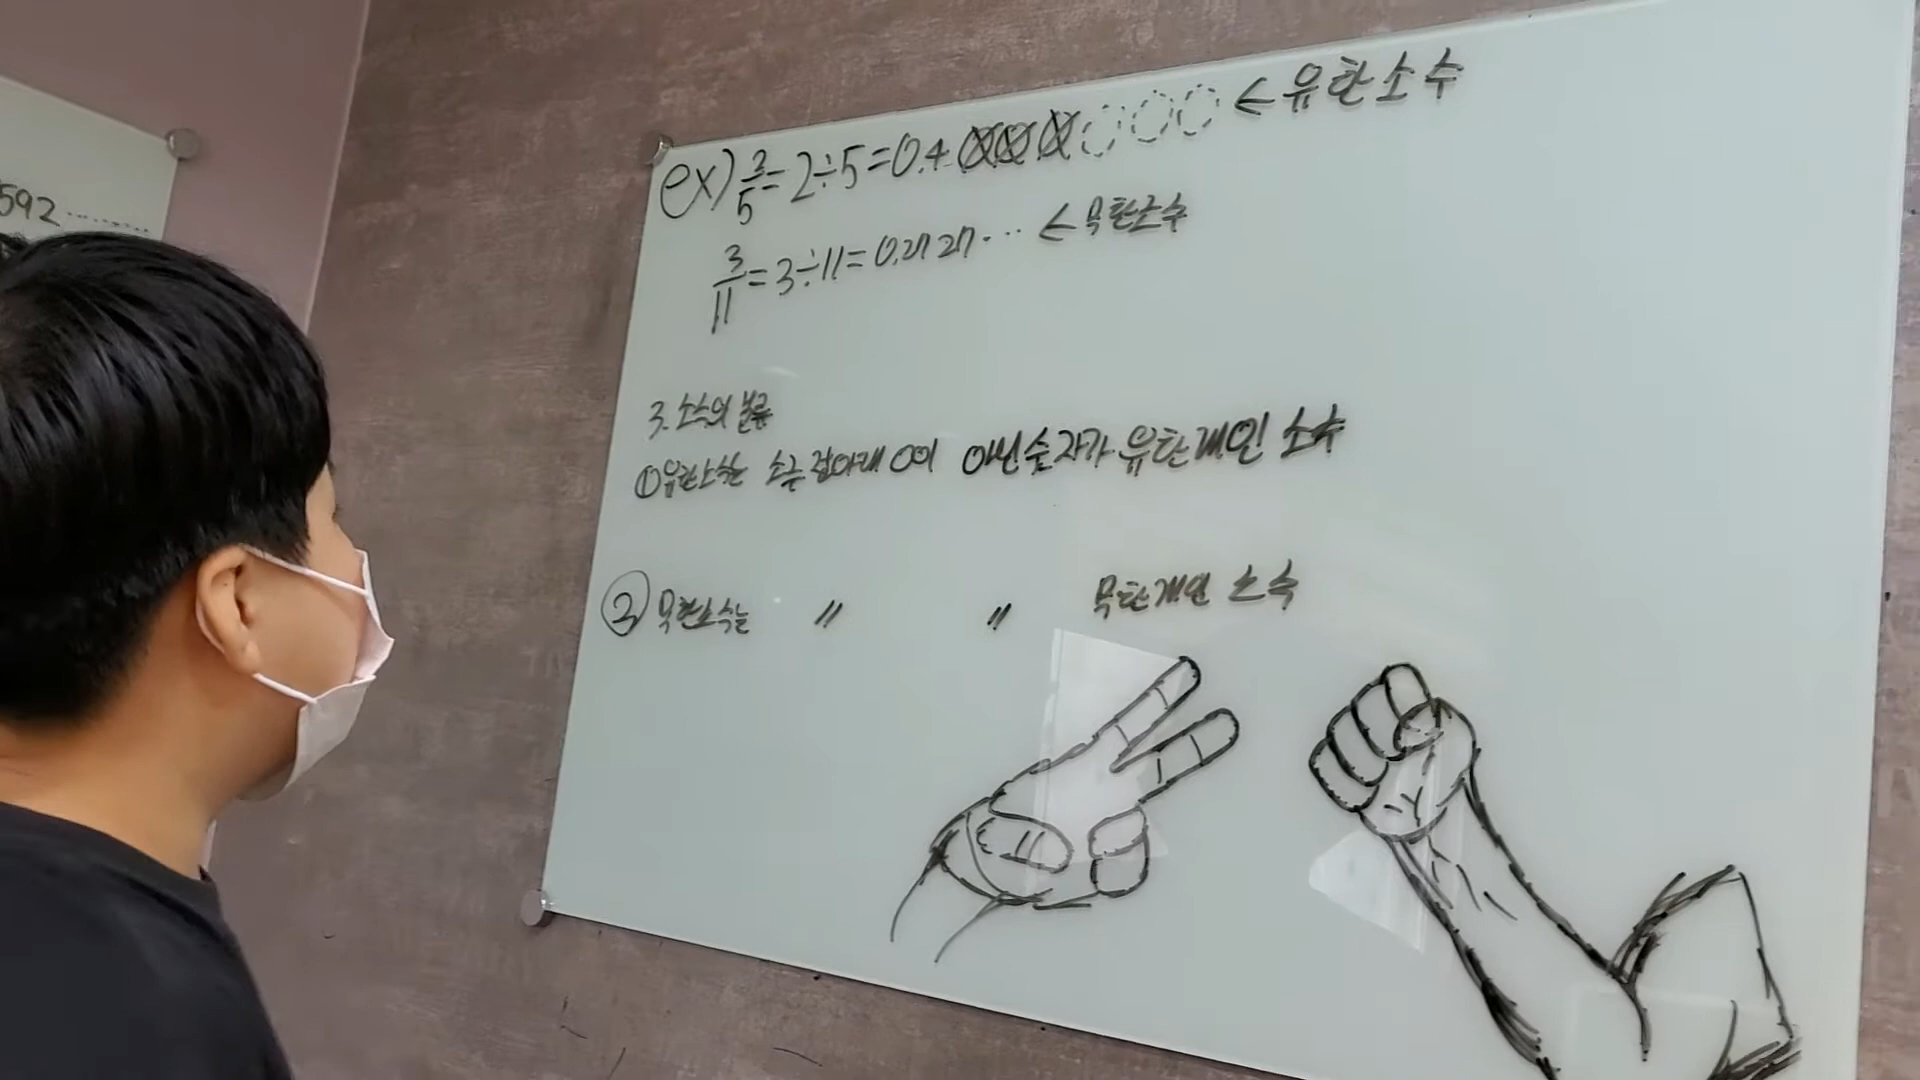 592........
ex) 2/5 = 2÷5 = 0.4 000000 ← 유한소수
3/11 = 3÷11 = 0.2727... ← 무한소수
3. 소수의 분류
① 유한소수는 소숫점아래 0이 아닌 숫자가 유한개인 소수
② 무한소수는 〃 〃 무한개인 소수